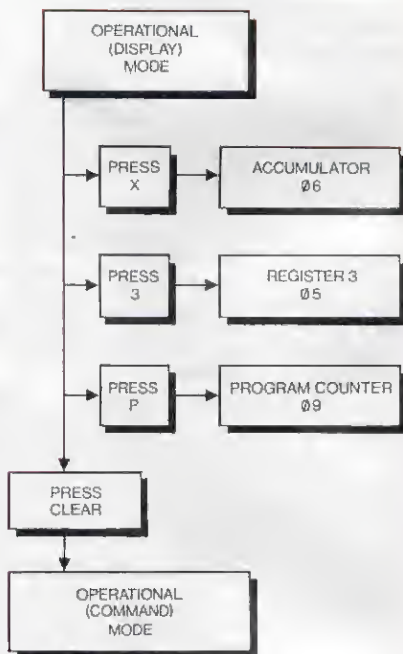 OPERATIONAL
(DISPLAY)
MODE
PRESS
X
ACCUMULATOR
Ø6
PRESS
3
REGISTER 3
Ø5
PRESS
P
PROGRAM COUNTER
Ø9
PRESS
CLEAR
OPERATIONAL
(COMMAND)
MODE